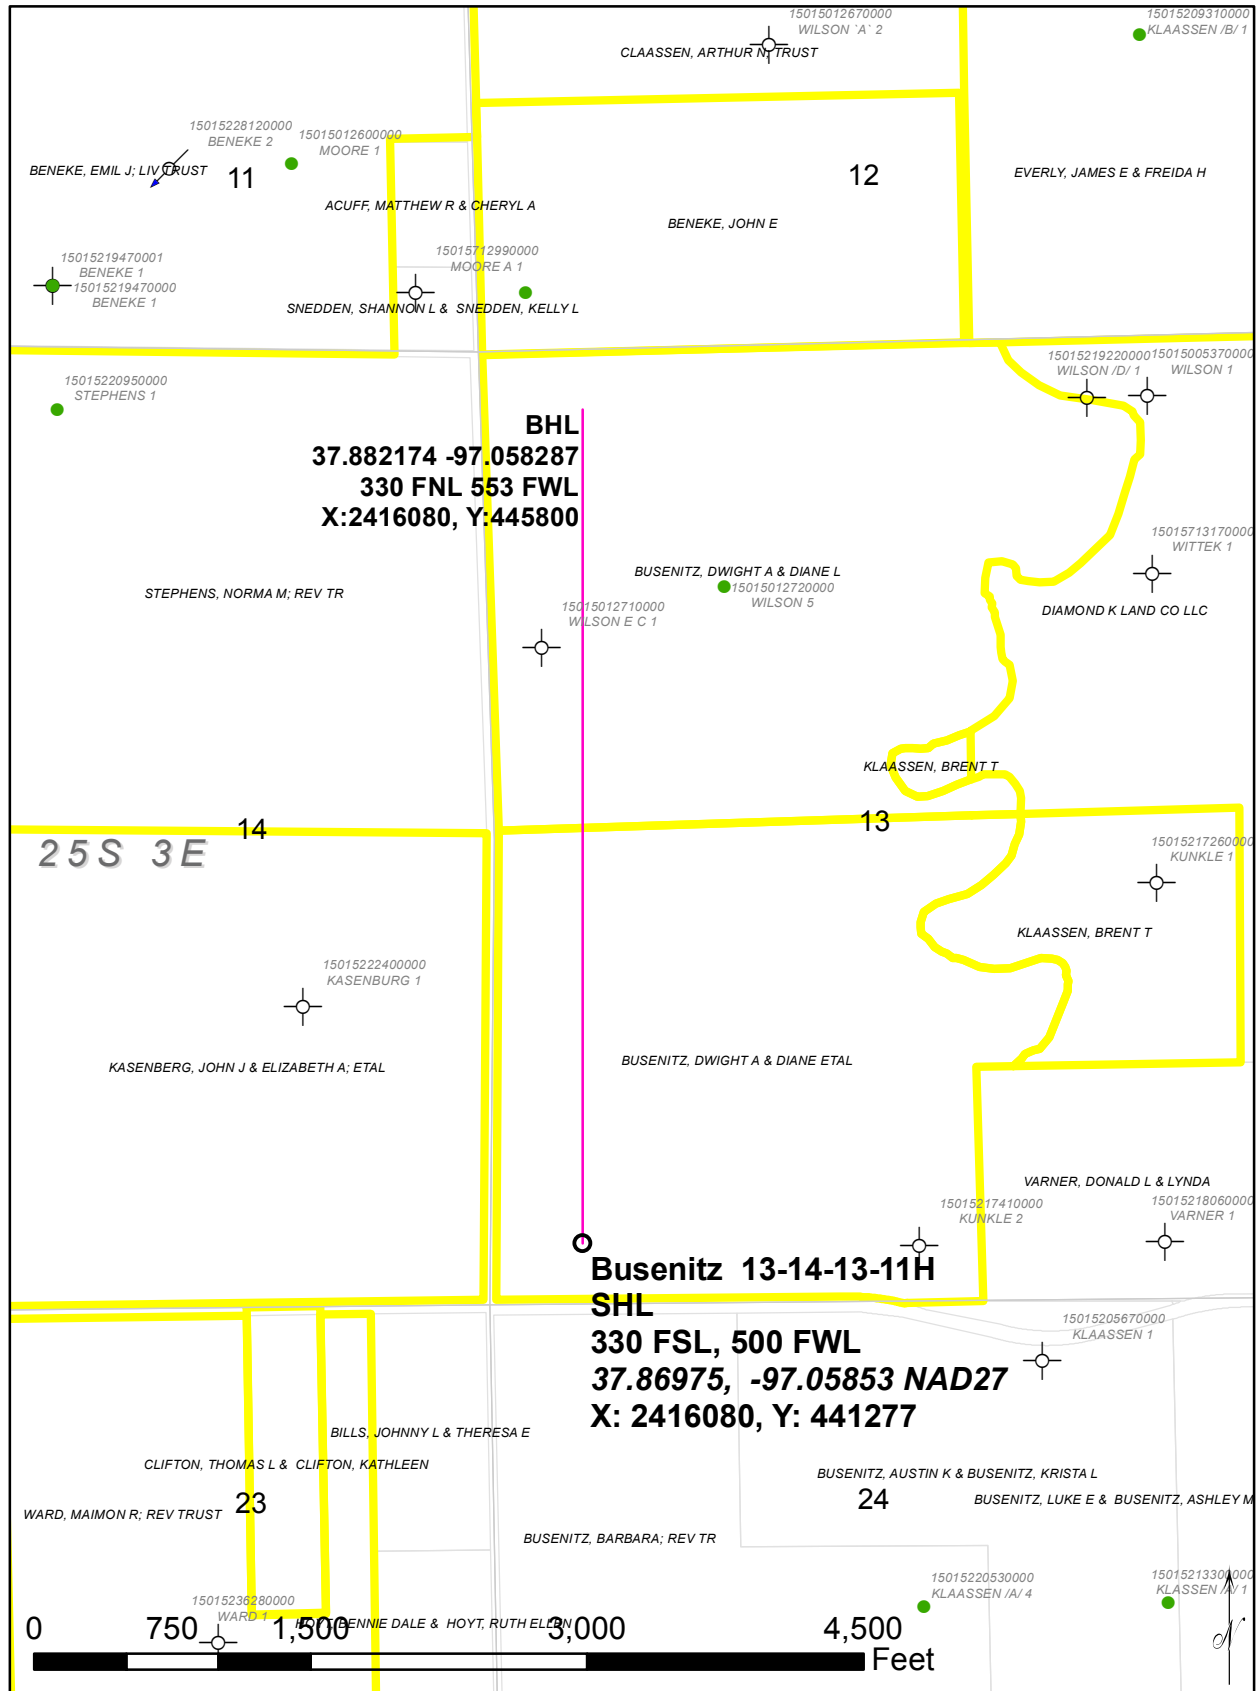 15015012670000
WILSON `A` 2
15015209310000
KLAASSEN /B/ 1
CLAASSEN, ARTHUR N; TRUST
15015228120000
BENEKE 2
15015012600000
MOORE 1
BENEKE, EMIL J; LIV TRUST
11
12
EVERLY, JAMES E & FREIDA H
ACUFF, MATTHEW R & CHERYL A
BENEKE, JOHN E
15015219470001
BENEKE 1
15015219470000
BENEKE 1
15015712990000
MOORE A 1
SNEDDEN, SHANNON L & SNEDDEN, KELLY L
15015219220000
WILSON /D/ 1
15015005370000
WILSON 1
15015220950000
STEPHENS 1
BHL
37.882174 -97.058287
330 FNL 553 FWL
X:2416080, Y:445800
15015713170000
WITTEK 1
STEPHENS, NORMA M; REV TR
BUSENITZ, DWIGHT A & DIANE L
15015012720000
WILSON 5
15015012710000
WILSON E C 1
DIAMOND K LAND CO LLC
KLAASSEN, BRENT T
14
13
25S 3E
15015217260000
KUNKLE 1
KLAASSEN, BRENT T
15015222400000
KASENBURG 1
KASENBERG, JOHN J & ELIZABETH A; ETAL
BUSENITZ, DWIGHT A & DIANE ETAL
VARNER, DONALD L & LYNDA
15015217410000
KUNKLE 2
15015218060000
VARNER 1
Busenitz 13-14-13-11H
SHL
330 FSL, 500 FWL
37.86975, -97.05853 NAD27
X: 2416080, Y: 441277
15015205670000
KLAASSEN 1
BILLS, JOHNNY L & THERESA E
CLIFTON, THOMAS L & CLIFTON, KATHLEEN
BUSENITZ, AUSTIN K & BUSENITZ, KRISTA L
23
24
WARD, MAIMON R; REV TRUST
BUSENITZ, LUKE E & BUSENITZ, ASHLEY M
BUSENITZ, BARBARA; REV TR
15015220530000
KLAASSEN /A/ 4
15015213300000
KLASSEN /A/ 1
15015236280000
WARD 1
HOYT, BENNIE DALE & HOYT, RUTH ELLEN
0 750 1,500 3,000 4,500
Feet
N